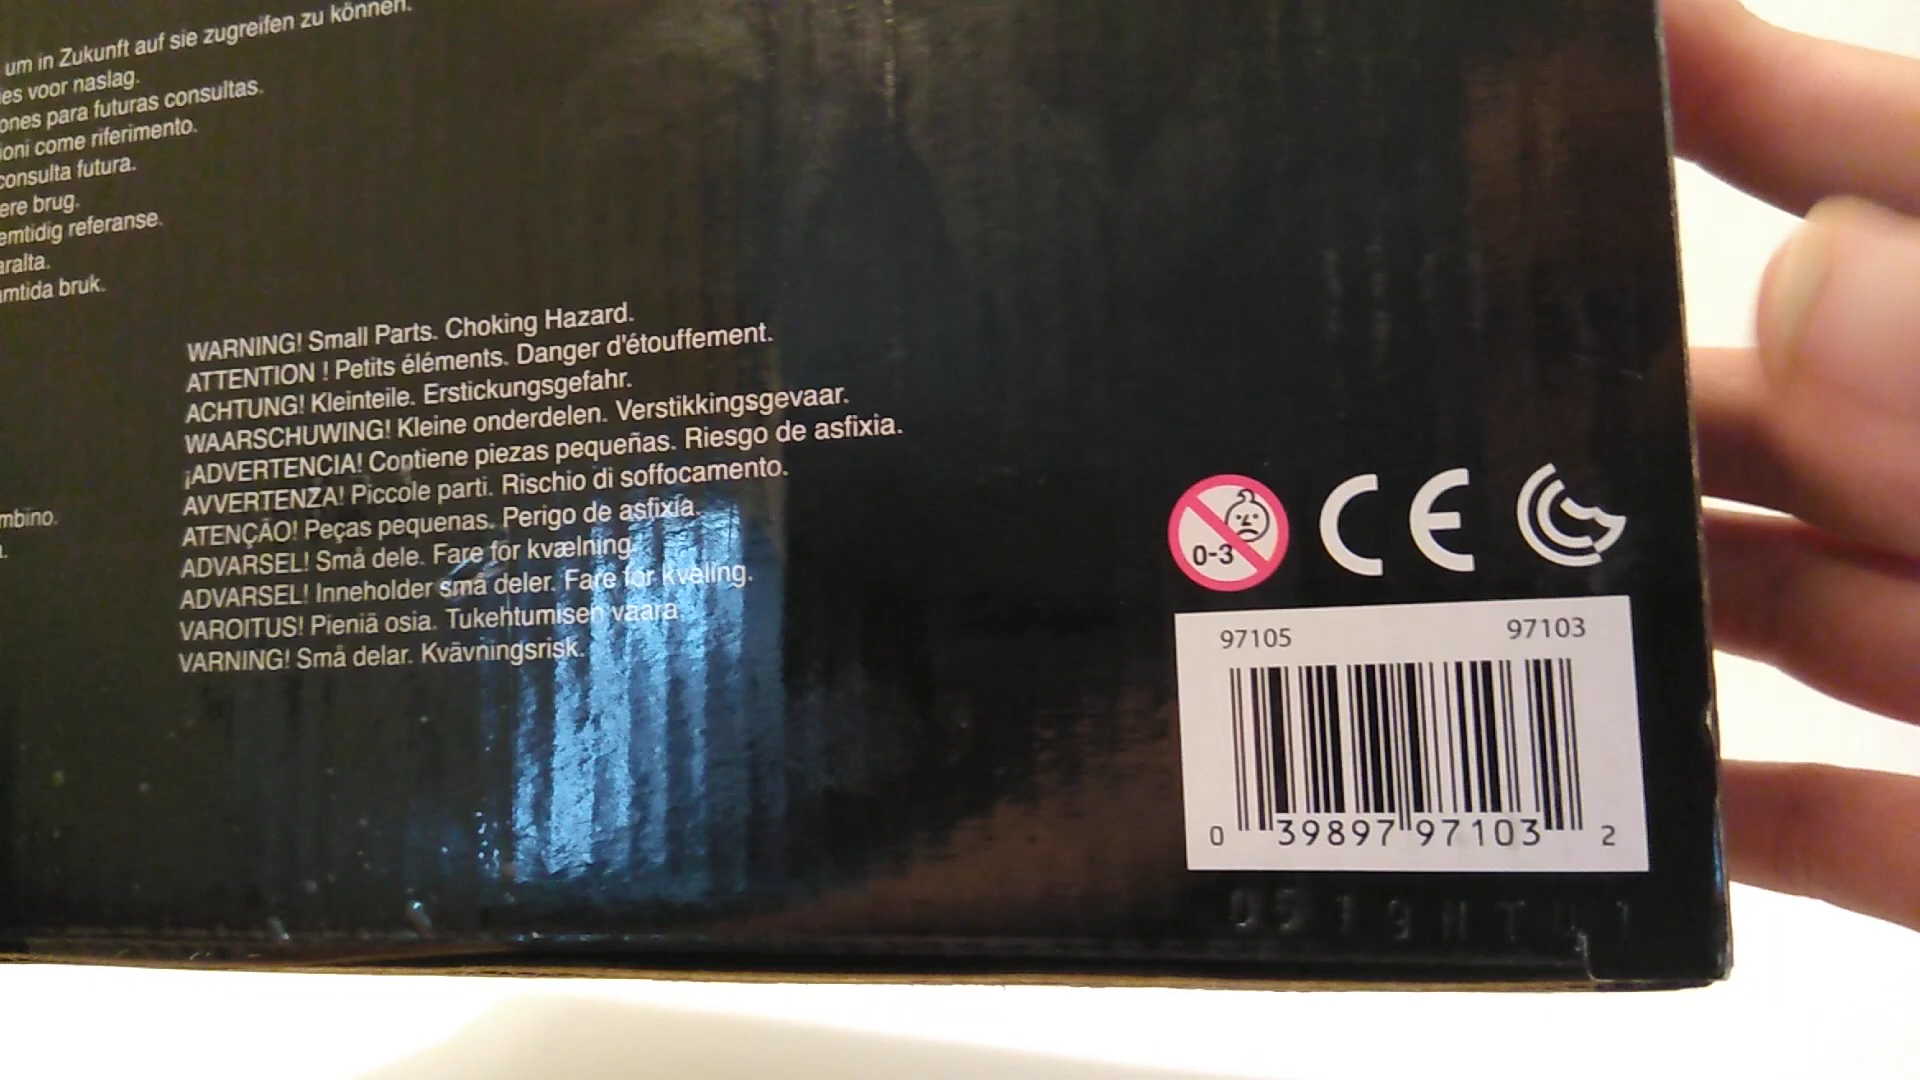 um in Zukunft auf sie zugreifen zu können.
ies voor naslag.
ones para futuras consultas.
ioni come riferimento.
consulta futura.
ere brug.
emtidig referanse.
aralta.
amtida bruk.
mbino.
WARNING! Small Parts. Choking Hazard.
ATTENTION ! Petits éléments. Danger d'étouffement.
ACHTUNG! Kleinteile. Erstickungsgefahr.
WAARSCHUWING! Kleine onderdelen. Verstikkingsgevaar.
¡ADVERTENCIA! Contiene piezas pequeñas. Riesgo de asfixia.
AVVERTENZA! Piccole parti. Rischio di soffocamento.
ATENÇÃO! Peças pequenas. Perigo de asfixia.
ADVARSEL! Små dele. Fare for kvælning.
ADVARSEL! Inneholder små deler. Fare for kveling.
VAROITUS! Pieniä osia. Tukehtumisen vaara.
VARNING! Små delar. Kvävningsrisk.
0-3
CE
97105 97103
0 39897 97103 2